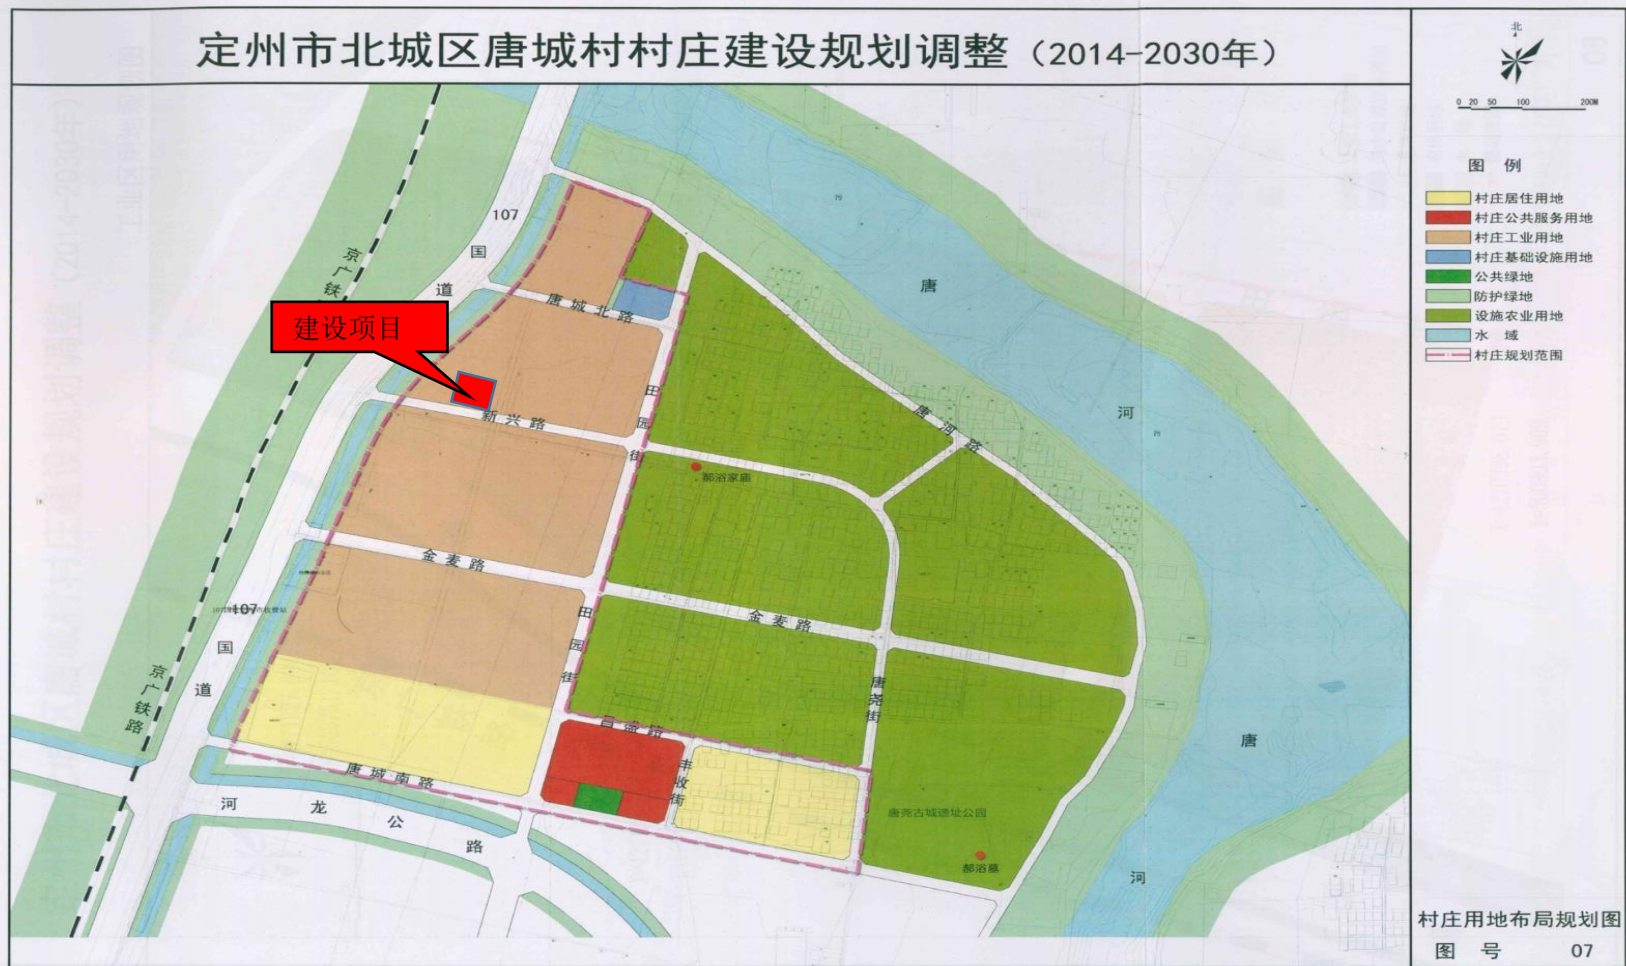 定州市北城区唐城村村庄建设规划调整（2014-2030年）
北
0 20 50 100 200M
图 例
村庄居住用地
村庄公共服务用地
村庄工业用地
村庄基础设施用地
公共绿地
防护绿地
设施农业用地
水 域
村庄规划范围
107
国
道
京广铁
建设项目
唐城北路
新兴路
田园街
唐河路
唐
河
郝浴家庙
金麦路
金麦路
107
国
道
京广铁路
田园街
唐尧街
唐
丰收街
唐城南路
河龙公路
唐尧古城遗址公园
郝浴墓
河
村庄用地布局规划图
图 号 07